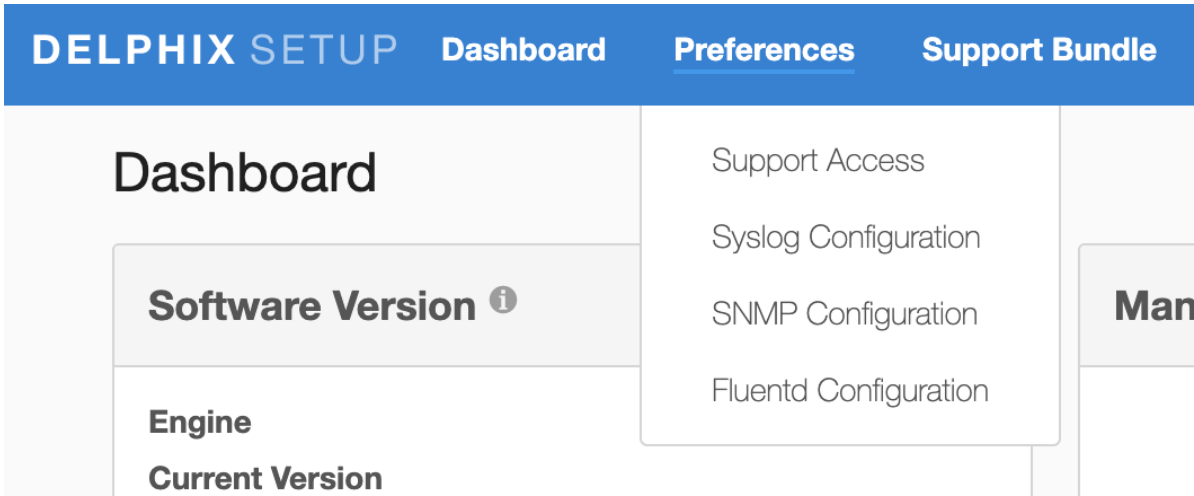 DELPHIX SETUP Dashboard Preferences Support Bundle
Support Access
Syslog Configuration
SNMP Configuration
Fluentd Configuration
Dashboard
Software Version
Engine
Current Version